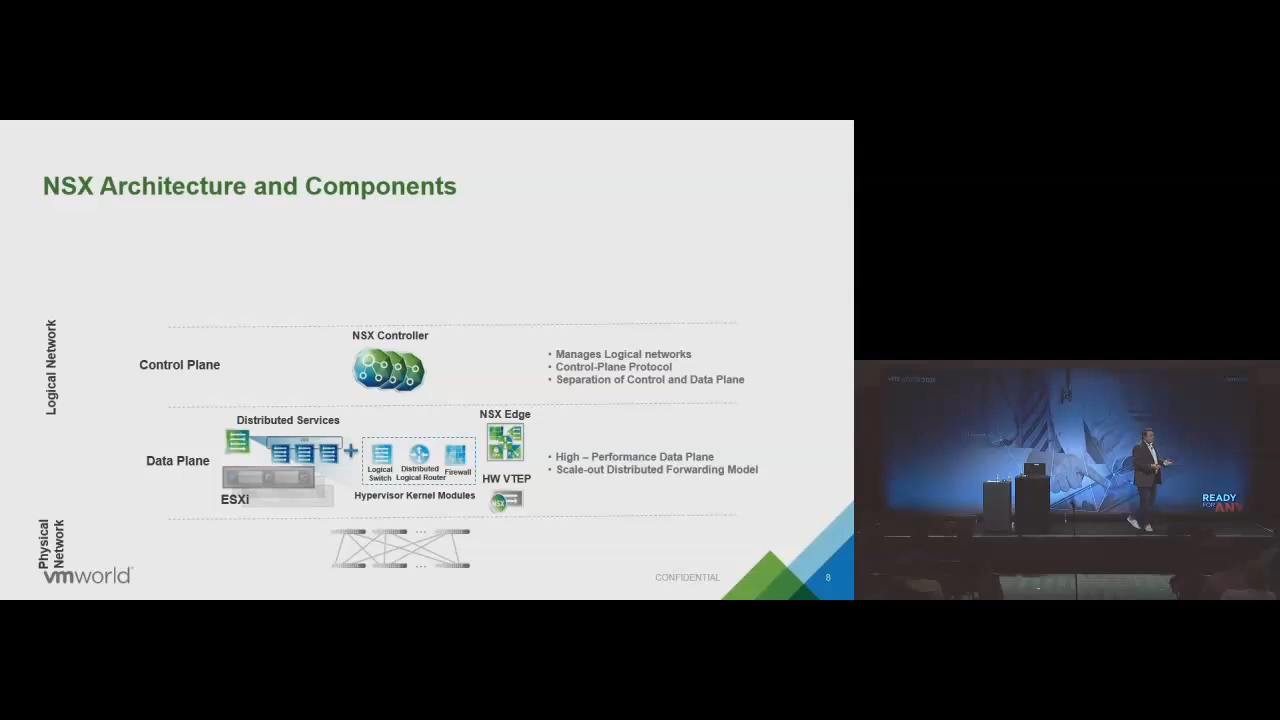 NSX Architecture and Components
Logical Network
NSX Controller
Control Plane
• Manages Logical networks
• Control-Plane Protocol
• Separation of Control and Data Plane
Distributed Services
NSX Edge
Data Plane
Logical Switch
Distributed Logical Router
Firewall
• High – Performance Data Plane
• Scale-out Distributed Forwarding Model
HW VTEP
NSX
ESXi
Hypervisor Kernel Modules
Physical Network
vmworld
CONFIDENTIAL
8
READY
FOR ANY